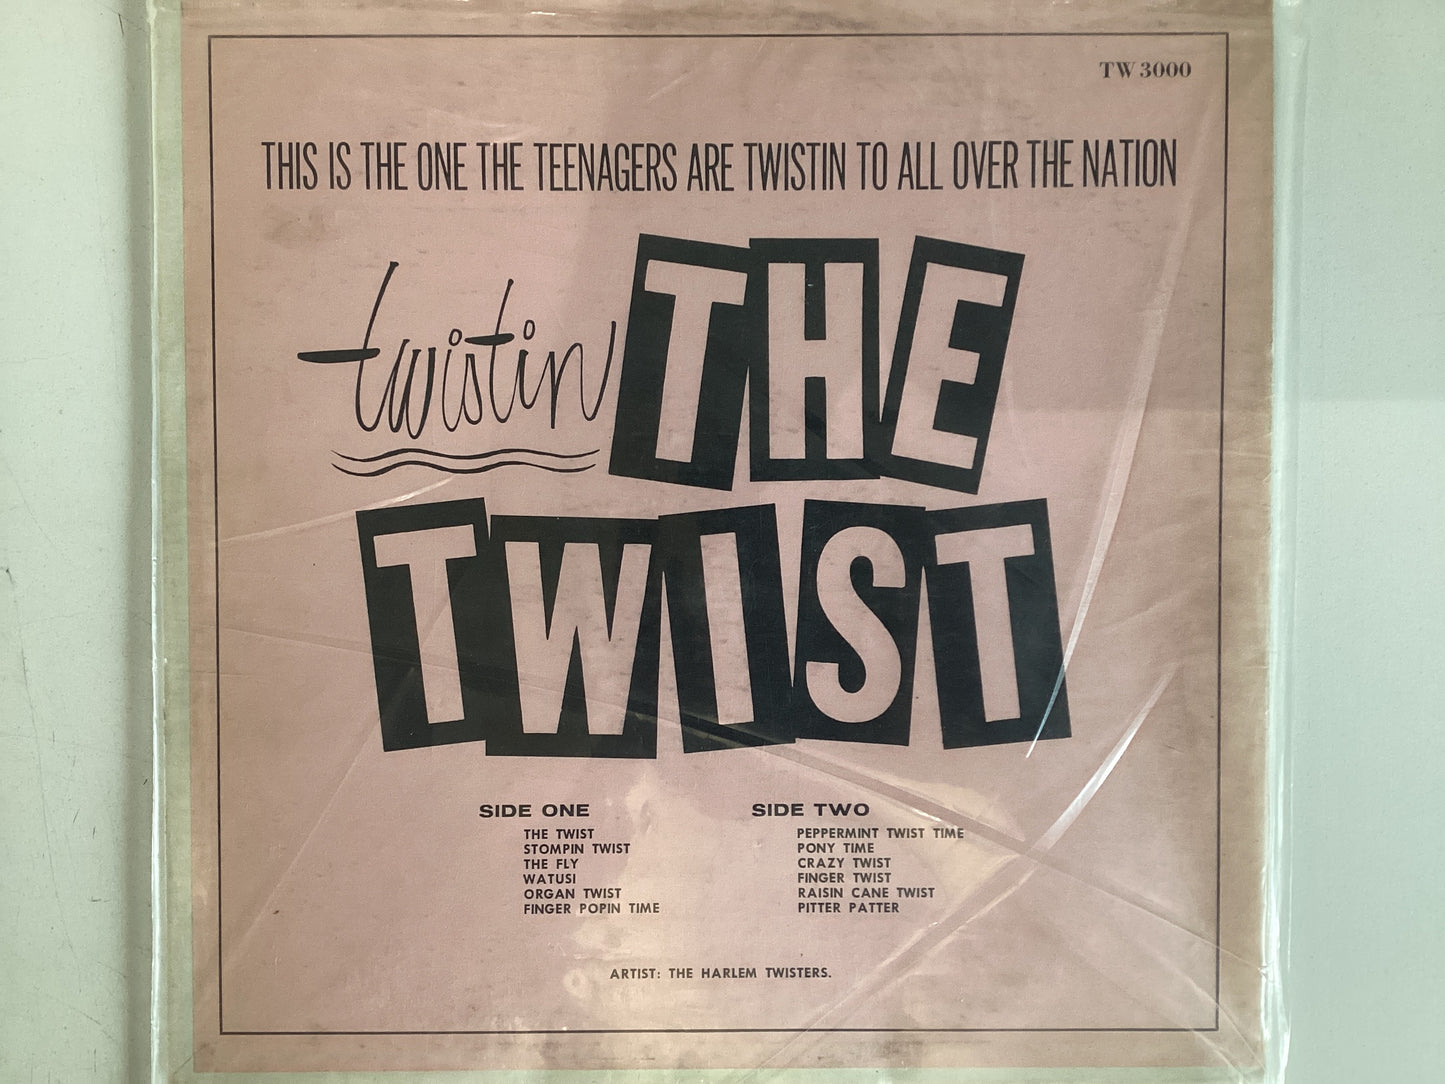 TW 3000
THIS IS THE ONE THE TEENAGERS ARE TWISTIN TO ALL OVER THE NATION
twistin THE
TWIST
SIDE ONE
THE TWIST
STOMPIN TWIST
THE FLY
WATUSI
ORGAN TWIST
FINGER POPIN TIME
SIDE TWO
PEPPERMINT TWIST TIME
PONY TIME
CRAZY TWIST
FINGER TWIST
RAISIN CANE TWIST
PITTER PATTER
ARTIST: THE HARLEM TWISTERS.